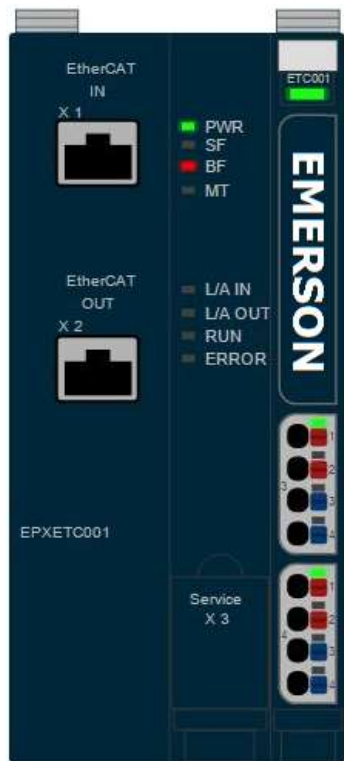 EtherCAT
IN
X 1
PWR
SF
BF
MT
EtherCAT
OUT
X 2
L/A IN
L/A OUT
RUN
ERROR
EPXETC001
Service
X 3
ETC001
EMERSON
3
1
2
3
4
4
1
2
3
4